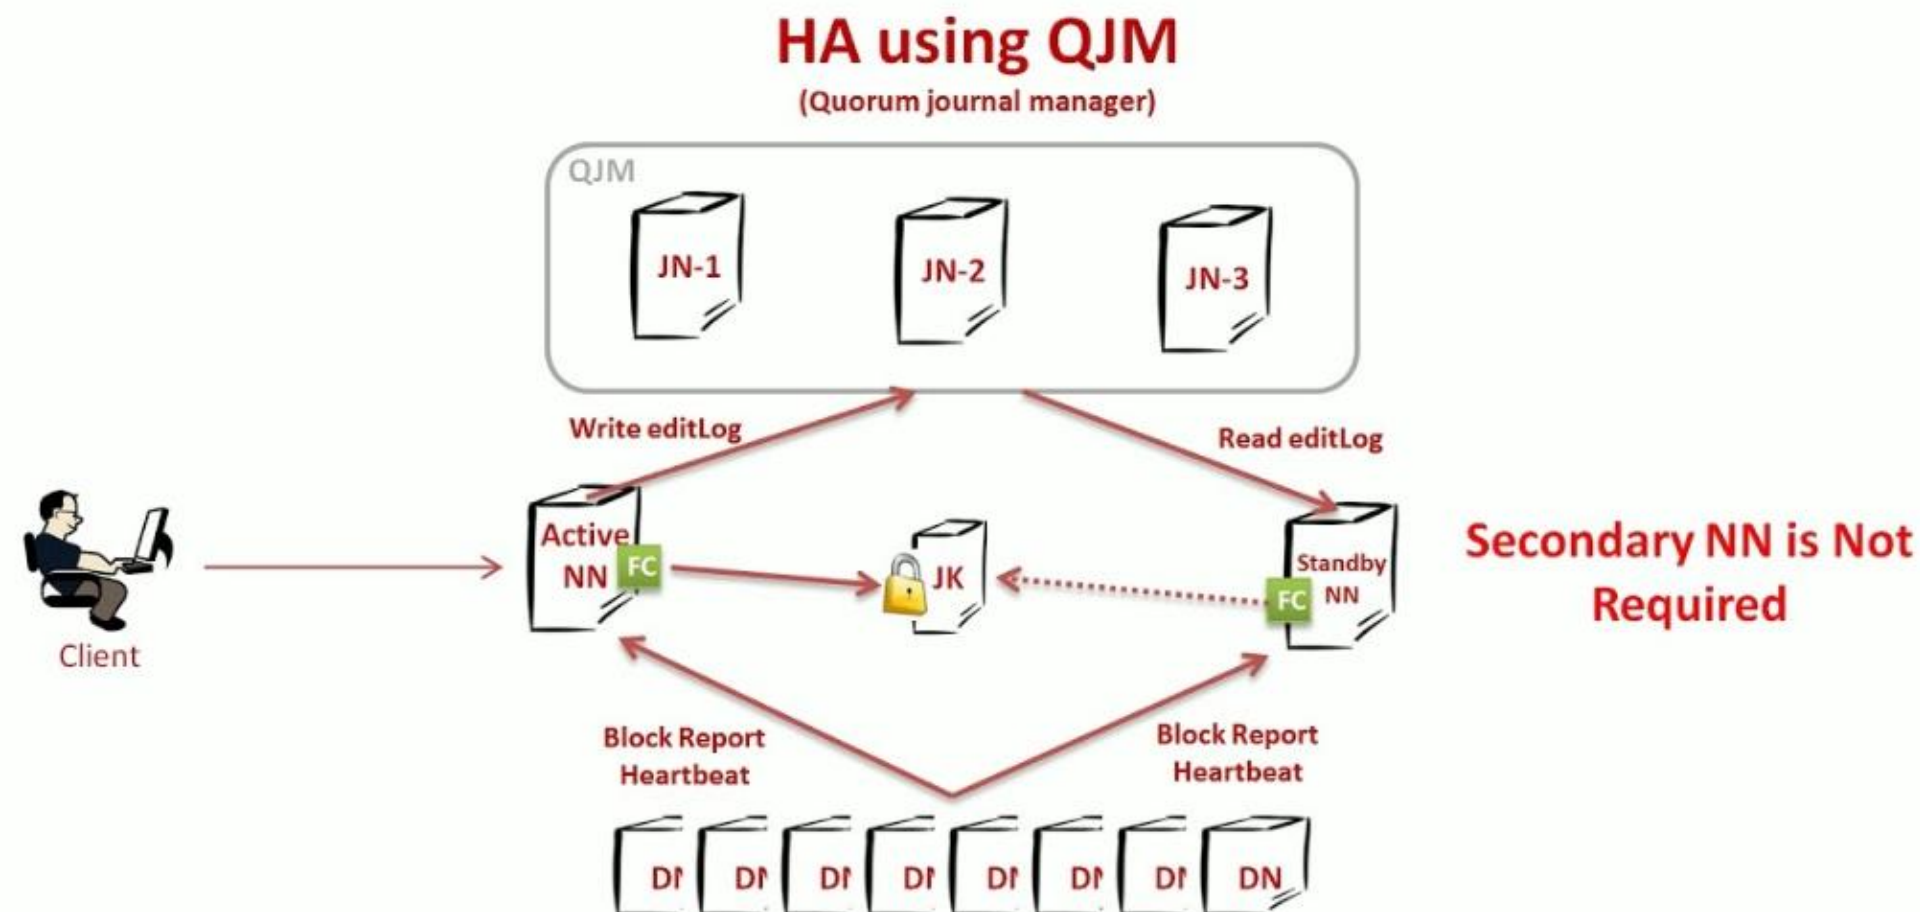 HA using QJM
(Quorum journal manager)
QJM
JN-1
JN-2
JN-3
Write editLog
Read editLog
Active
NN
FC
JK
Standby
NN
FC
Secondary NN is Not
Required
Client
Block Report
Heartbeat
Block Report
Heartbeat
DN